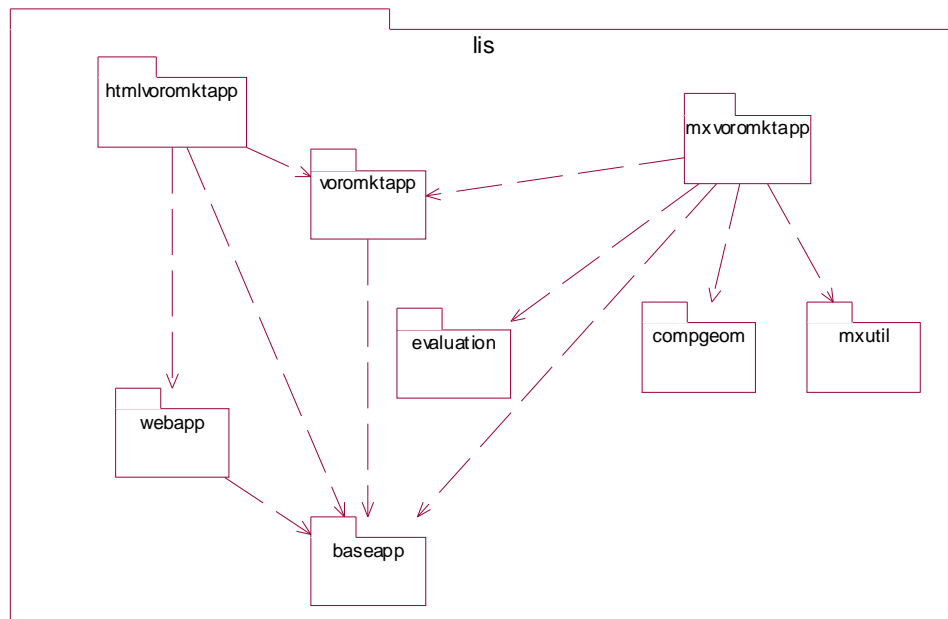 lis
htmlvoromktapp
mxvoromktapp
voromktapp
evaluation
compgeom
mxutil
webapp
baseapp